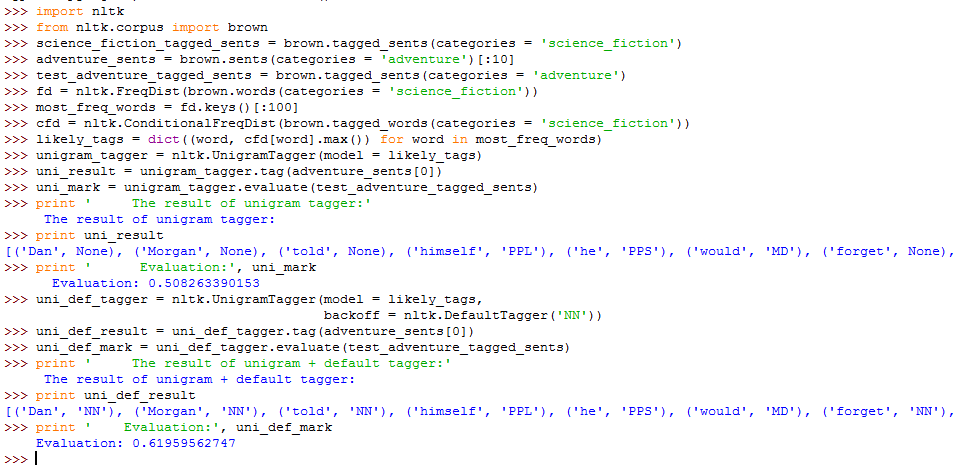 >>> import nltk
>>> from nltk.corpus import brown
>>> science_fiction_tagged_sents = brown.tagged_sents(categories = 'science_fiction')
>>> adventure_sents = brown.sents(categories = 'adventure')[:10]
>>> test_adventure_tagged_sents = brown.tagged_sents(categories = 'adventure')
>>> fd = nltk.FreqDist(brown.words(categories = 'science_fiction'))
>>> most_freq_words = fd.keys()[:100]
>>> cfd = nltk.ConditionalFreqDist(brown.tagged_words(categories = 'science_fiction'))
>>> likely_tags = dict((word, cfd[word].max()) for word in most_freq_words)
>>> unigram_tagger = nltk.UnigramTagger(model = likely_tags)
>>> uni_result = unigram_tagger.tag(adventure_sents[0])
>>> uni_mark = unigram_tagger.evaluate(test_adventure_tagged_sents)
>>> print '     The result of unigram tagger:'
     The result of unigram tagger:
>>> print uni_result
[('Dan', None), ('Morgan', None), ('told', None), ('himself', 'PPL'), ('he', 'PPS'), ('would', 'MD'), ('forget', None),
>>> print '      Evaluation:', uni_mark
      Evaluation: 0.508263390153
>>> uni_def_tagger = nltk.UnigramTagger(model = likely_tags,
                                        backoff = nltk.DefaultTagger('NN'))
>>> uni_def_result = uni_def_tagger.tag(adventure_sents[0])
>>> uni_def_mark = uni_def_tagger.evaluate(test_adventure_tagged_sents)
>>> print '     The result of unigram + default tagger:'
     The result of unigram + default tagger:
>>> print uni_def_result
[('Dan', 'NN'), ('Morgan', 'NN'), ('told', 'NN'), ('himself', 'PPL'), ('he', 'PPS'), ('would', 'MD'), ('forget', 'NN'),
>>> print '    Evaluation:', uni_def_mark
    Evaluation: 0.61959562747
>>>